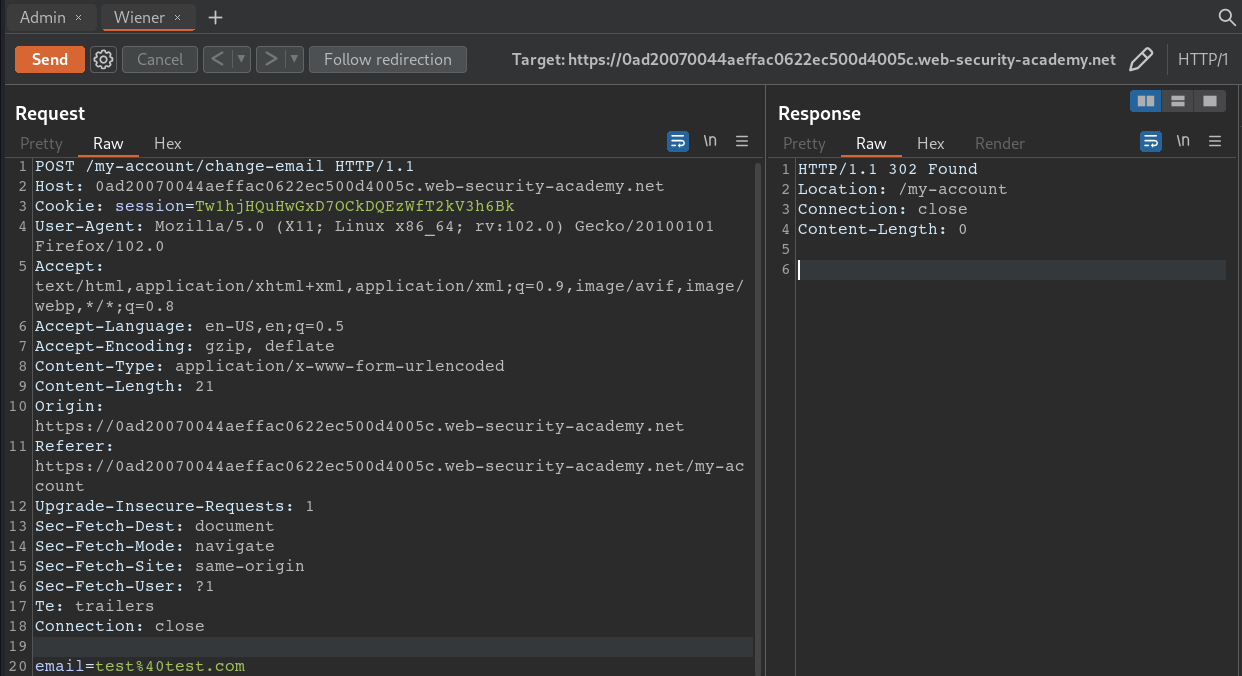 Admin × Wiener × +
Send Cancel < > Follow redirection Target: https://0ad20070044aeffac0622ec500d4005c.web-security-academy.net HTTP/1
Request
Pretty Raw Hex \n
1 POST /my-account/change-email HTTP/1.1
2 Host: 0ad20070044aeffac0622ec500d4005c.web-security-academy.net
3 Cookie: session=Tw1hjHQuHwGxD7OCkDQEzWfT2kV3h6Bk
4 User-Agent: Mozilla/5.0 (X11; Linux x86_64; rv:102.0) Gecko/20100101
Firefox/102.0
5 Accept:
text/html,application/xhtml+xml,application/xml;q=0.9,image/avif,image/
webp,*/*;q=0.8
6 Accept-Language: en-US,en;q=0.5
7 Accept-Encoding: gzip, deflate
8 Content-Type: application/x-www-form-urlencoded
9 Content-Length: 21
10 Origin:
https://0ad20070044aeffac0622ec500d4005c.web-security-academy.net
11 Referer:
https://0ad20070044aeffac0622ec500d4005c.web-security-academy.net/my-ac
count
12 Upgrade-Insecure-Requests: 1
13 Sec-Fetch-Dest: document
14 Sec-Fetch-Mode: navigate
15 Sec-Fetch-Site: same-origin
16 Sec-Fetch-User: ?1
17 Te: trailers
18 Connection: close
19
20 email=test%40test.com
Response
Pretty Raw Hex Render \n
1 HTTP/1.1 302 Found
2 Location: /my-account
3 Connection: close
4 Content-Length: 0
5
6